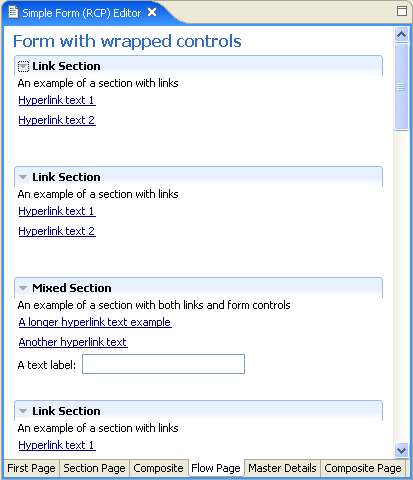 Simple Form (RCP) Editor
Form with wrapped controls
Link Section
An example of a section with links
Hyperlink text 1
Hyperlink text 2
Link Section
An example of a section with links
Hyperlink text 1
Hyperlink text 2
Mixed Section
An example of a section with both links and form controls
A longer hyperlink text example
Another hyperlink text
A text label:
Link Section
An example of a section with links
Hyperlink text 1
First Page Section Page Composite Flow Page Master Details Composite Page